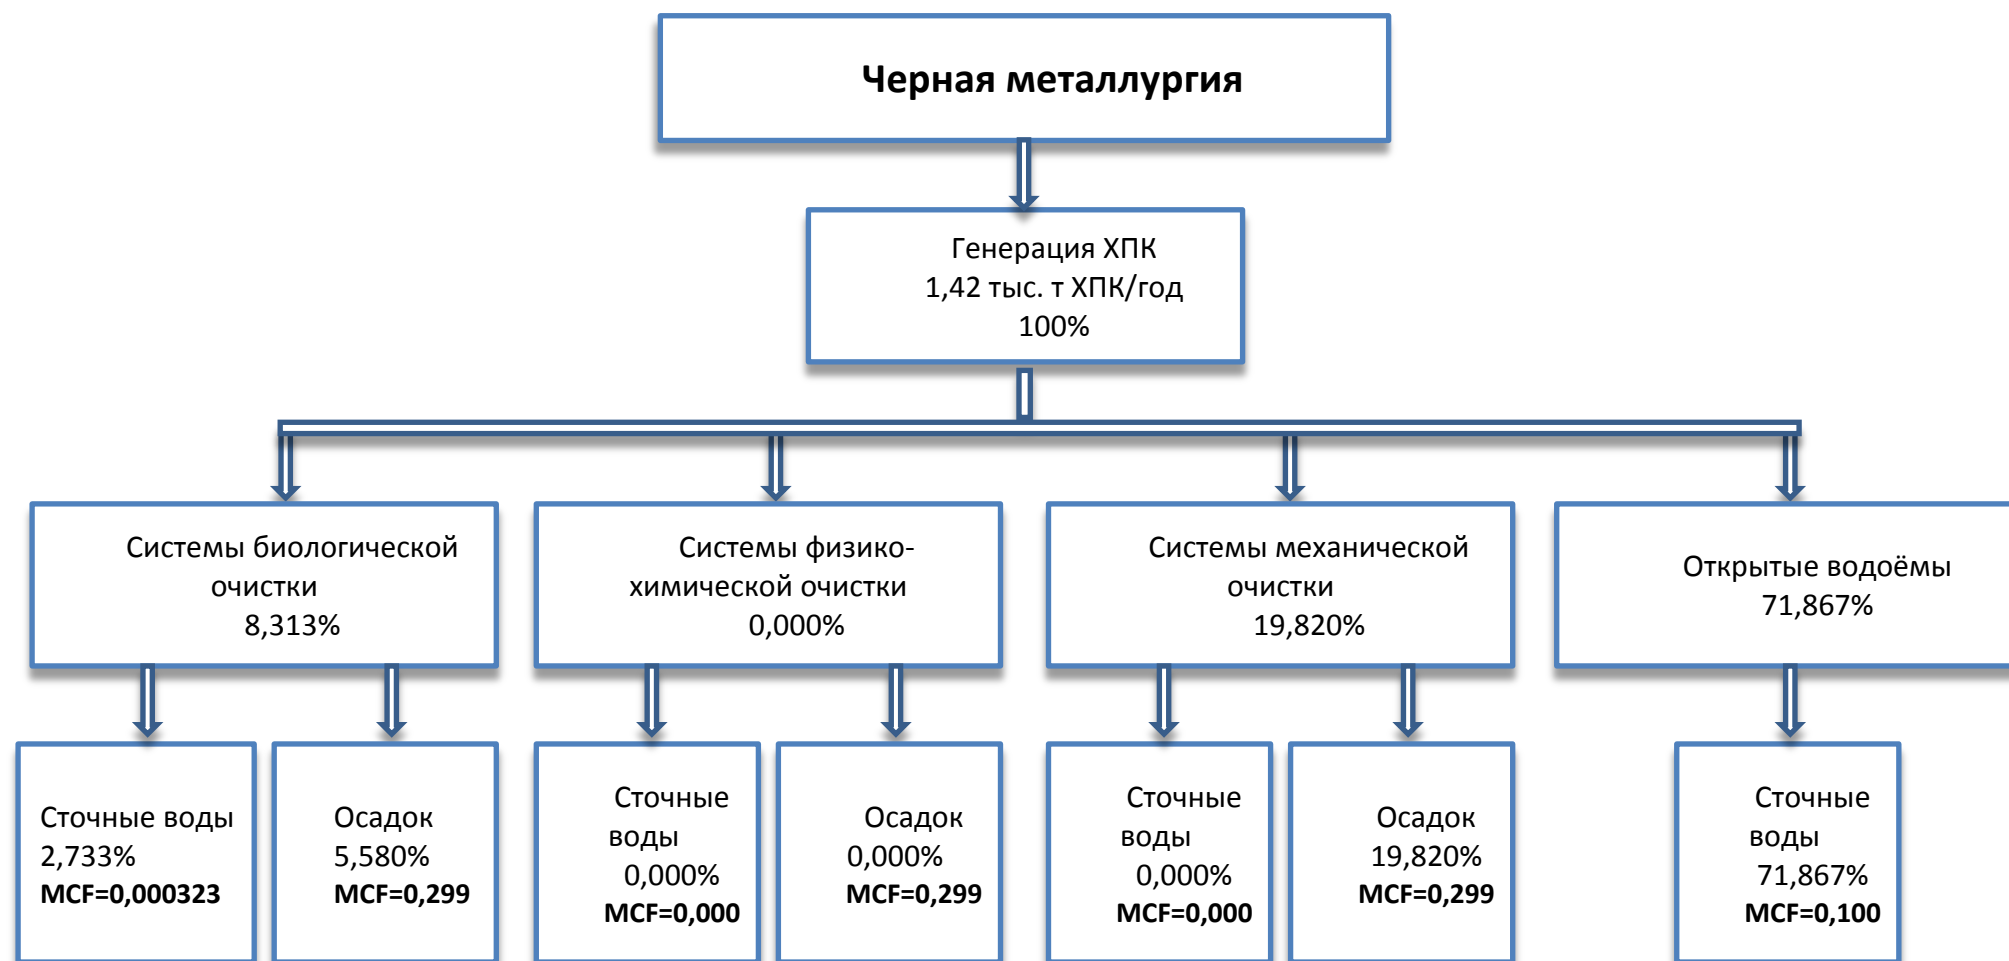 Черная металлургия
Генерация ХПК
1,42 тыс. т ХПК/год
100%
Системы биологической
очистки
8,313%
Системы физико-
химической очистки
0,000%
Системы механической
очистки
19,820%
Открытые водоёмы
71,867%
Сточные воды
2,733%
MCF=0,000323
Осадок
5,580%
MCF=0,299
Сточные
воды
0,000%
MCF=0,000
Осадок
0,000%
MCF=0,299
Сточные
воды
0,000%
MCF=0,000
Осадок
19,820%
MCF=0,299
Сточные
воды
71,867%
MCF=0,100